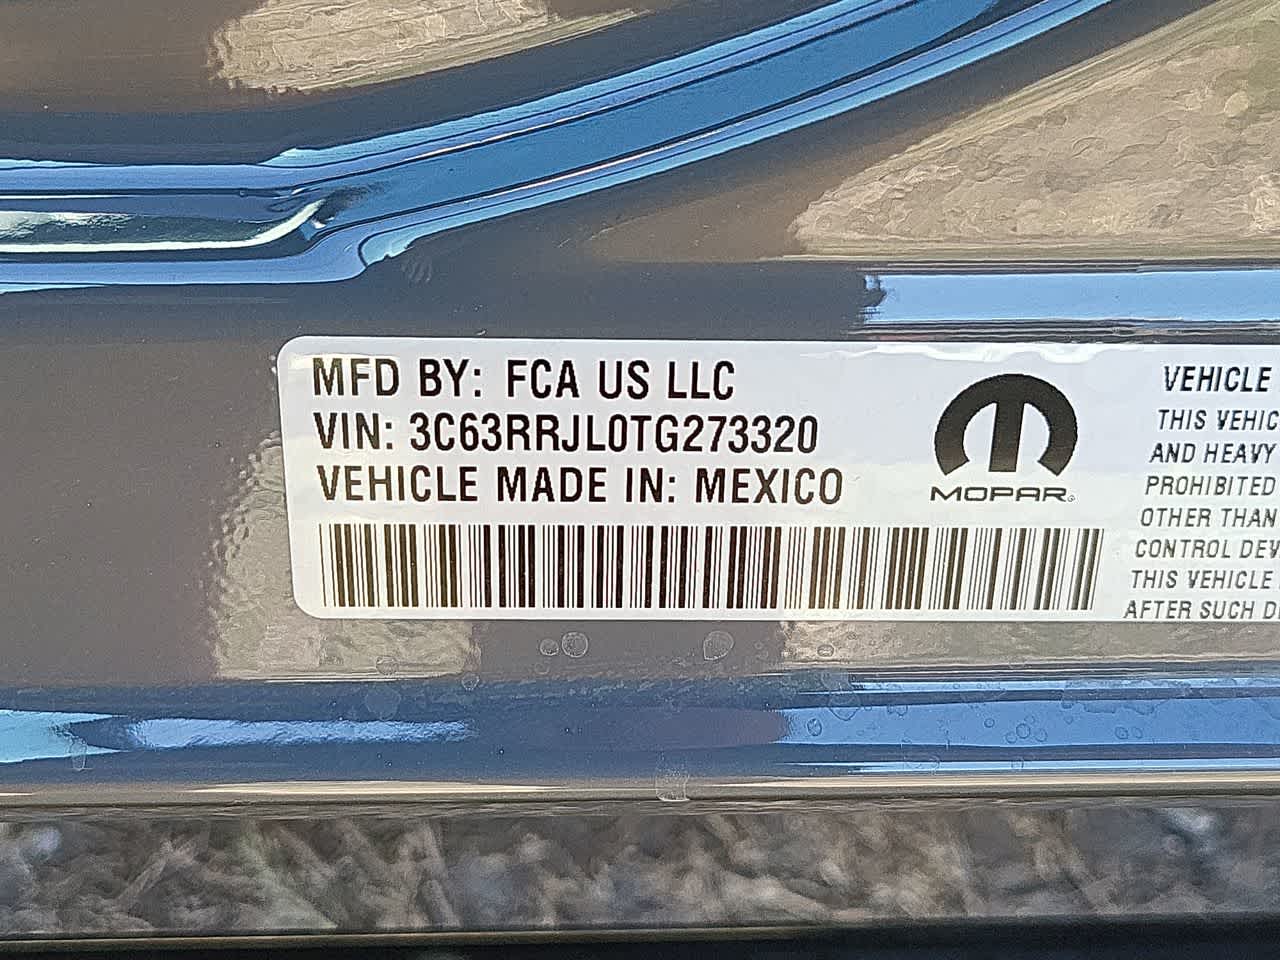 MFD BY: FCA US LLC
VIN: 3C63RRJL0TG273320
VEHICLE MADE IN: MEXICO
MOPAR®
VEHICLE
THIS VEHIC
AND HEAVY
PROHIBITED
OTHER THAN
CONTROL DEV
THIS VEHICLE
AFTER SUCH D